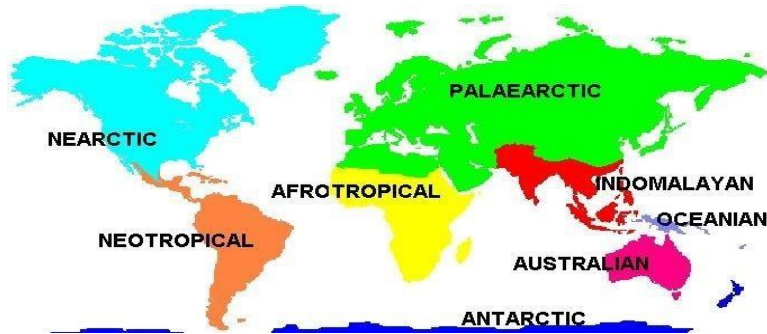 PALAEARCTIC
NEARCTIC
AFROTROPICAL
INDOMALAYAN
OCEANIAN
NEOTROPICAL
AUSTRALIAN
ANTARCTIC